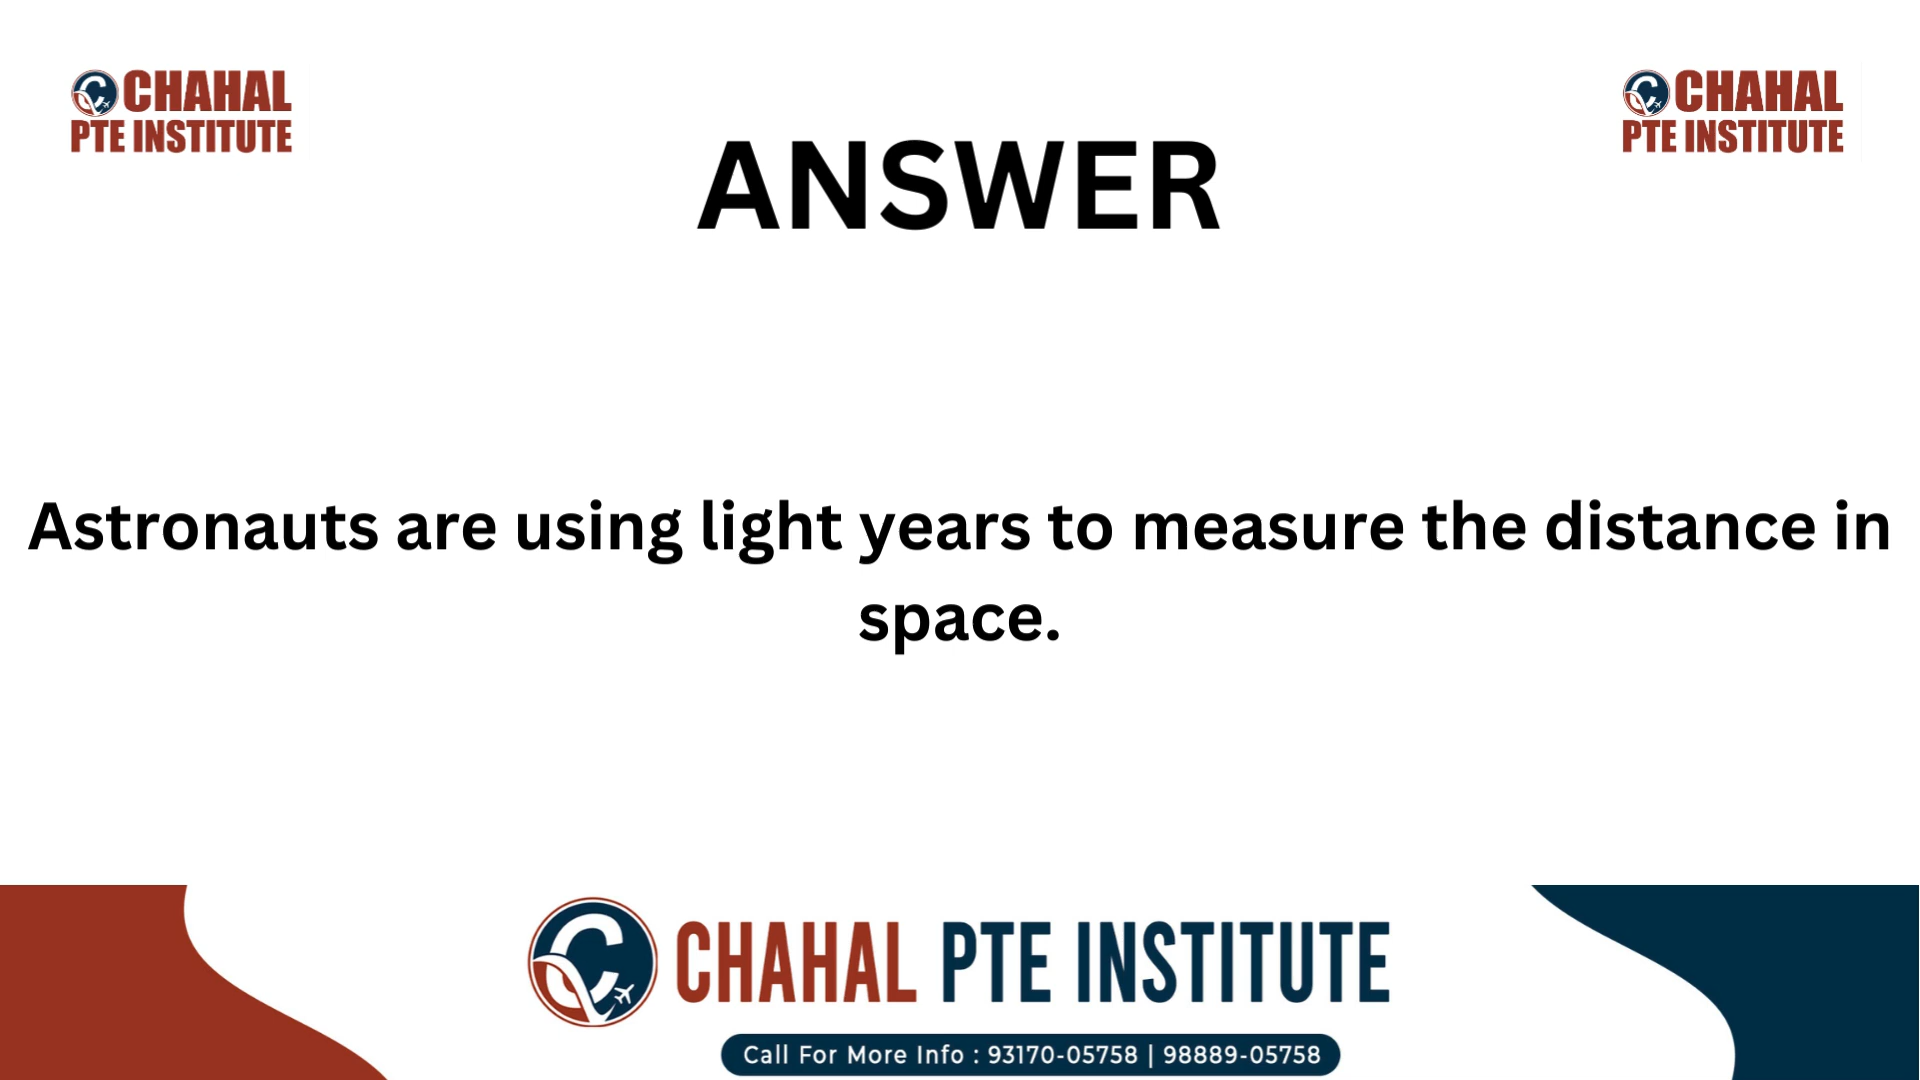 CHAHAL
PTE INSTITUTE
CHAHAL
PTE INSTITUTE
ANSWER
Astronauts are using light years to measure the distance in
space.
CHAHAL PTE INSTITUTE
Call For More Info : 93170-05758 | 98889-05758